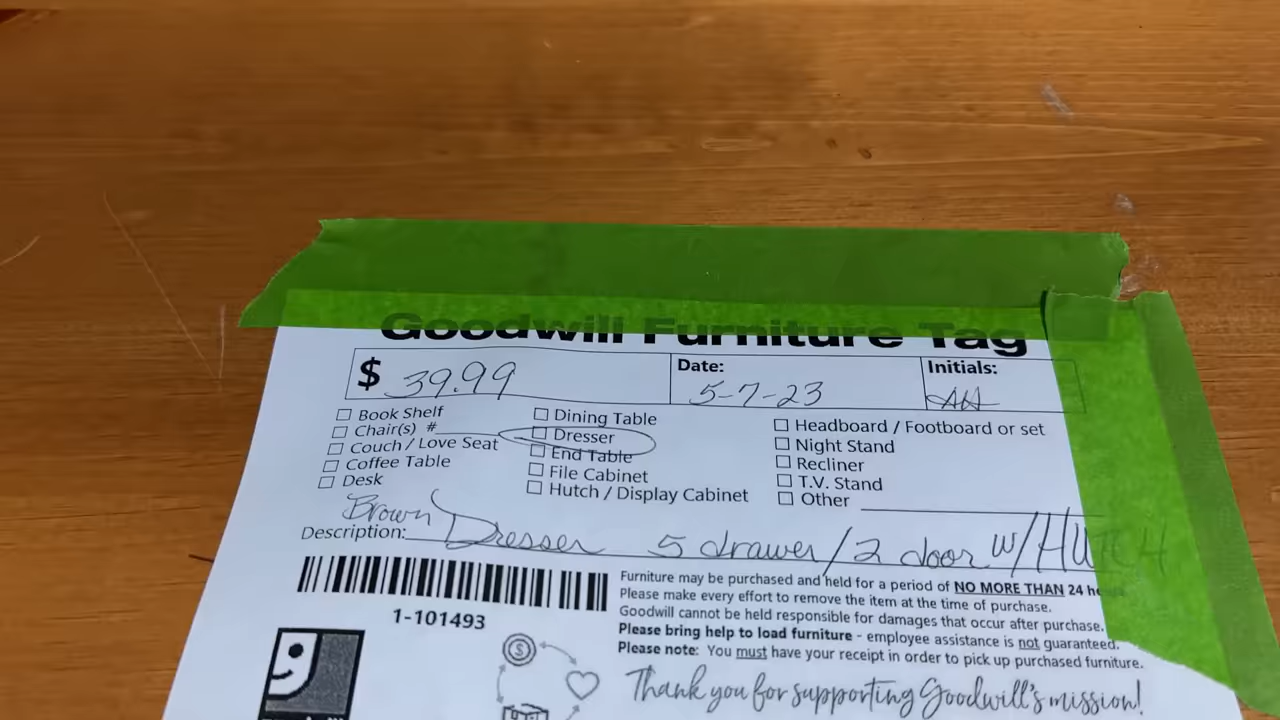 Goodwill Furniture Tag
$ 39.99 Date: 5-7-23 Initials: AA
Book Shelf
Chair(s) #
Couch / Love Seat
Coffee Table
Desk
Dining Table
Dresser
End Table
File Cabinet
Hutch / Display Cabinet
Headboard / Footboard or set
Night Stand
Recliner
T.V. Stand
Other
Description: Brown Dresser 5 drawer/2 door w/HUTCH
1-101493
Furniture may be purchased and held for a period of NO MORE THAN 24
Please make every effort to remove the item at the time of purchase.
Goodwill cannot be held responsible for damages that occur after purchase.
Please bring help to load furniture - employee assistance is not guaranteed.
Please note: You must have your receipt in order to pick up purchased furniture.
Thank you for supporting Goodwill's mission!